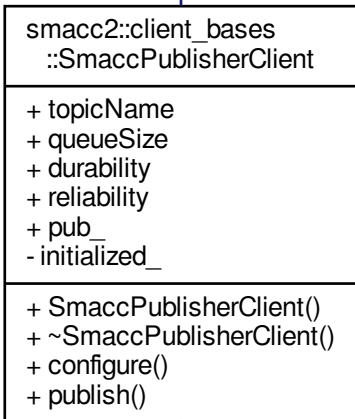 smacc2::client_bases
::SmaccPublisherClient
+ topicName
+ queueSize
+ durability
+ reliability
+ pub_
- initialized_
+ SmaccPublisherClient()
+ ~SmaccPublisherClient()
+ configure()
+ publish()